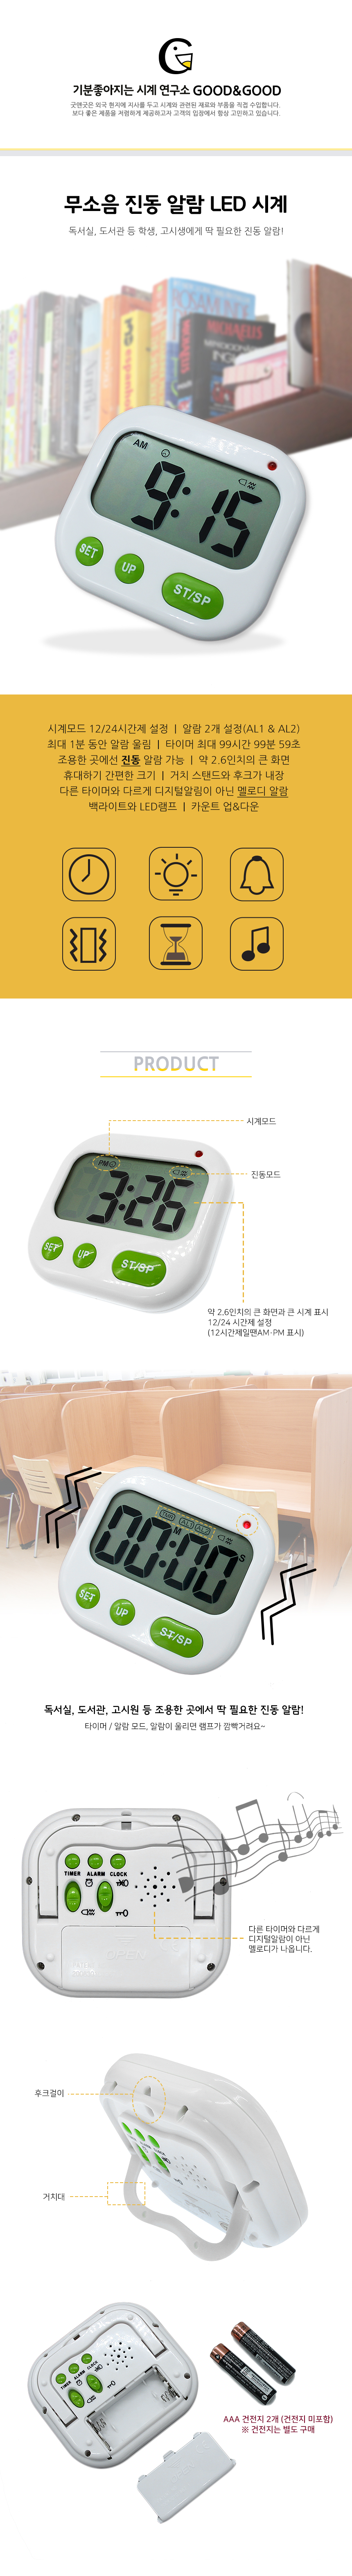 기분좋아지는 시계 연구소 GOOD&GOOD
굿앤굿은 외국 현지에 지사를 두고 시계와 관련된 재료와 부품을 직접 수입합니다.
보다 좋은 제품을 저렴하게 제공하고자 고객의 입장에서 항상 고민하고 있습니다.
무소음 진동 알람 LED 시계
독서실, 도서관 등 학생, 고시생에게 딱 필요한 진동 알람!
MICHAELIS
AM
9:15
SET
UP
ST/SP
시계모드 12/24시간제 설정 | 알람 2개 설정(AL1 & AL2)
최대 1분 동안 알람 울림 | 타이머 최대 99시간 99분 59초
조용한 곳에선 진동 알람 가능 | 약 2.6인치의 큰 화면
휴대하기 간편한 크기 | 거치 스탠드와 후크가 내장
다른 타이머와 다르게 디지털알림이 아닌 멜로디 알람
백라이트와 LED램프 | 카운트 업&다운
PRODUCT
시계모드
진동모드
PM
3:26
SET
UP
ST/SP
약 2.6인치의 큰 화면과 큰 시계 표시
12/24 시간제 설정
(12시간제일땐AM·PM 표시)
TMR AL1 AL2
M
00:00
S
SET
UP
ST/SP
독서실, 도서관, 고시원 등 조용한 곳에서 딱 필요한 진동 알람!
타이머 / 알람 모드, 알람이 울리면 램프가 깜빡거려요~
TIMER ALARM CLOCK
다른 타이머와 다르게
디지털알람이 아닌
멜로디가 나옵니다.
후크걸이
거치대
TIMER ALARM CLOCK
AAA 건전지 2개 (건전지 미포함)
※ 건전지는 별도 구매